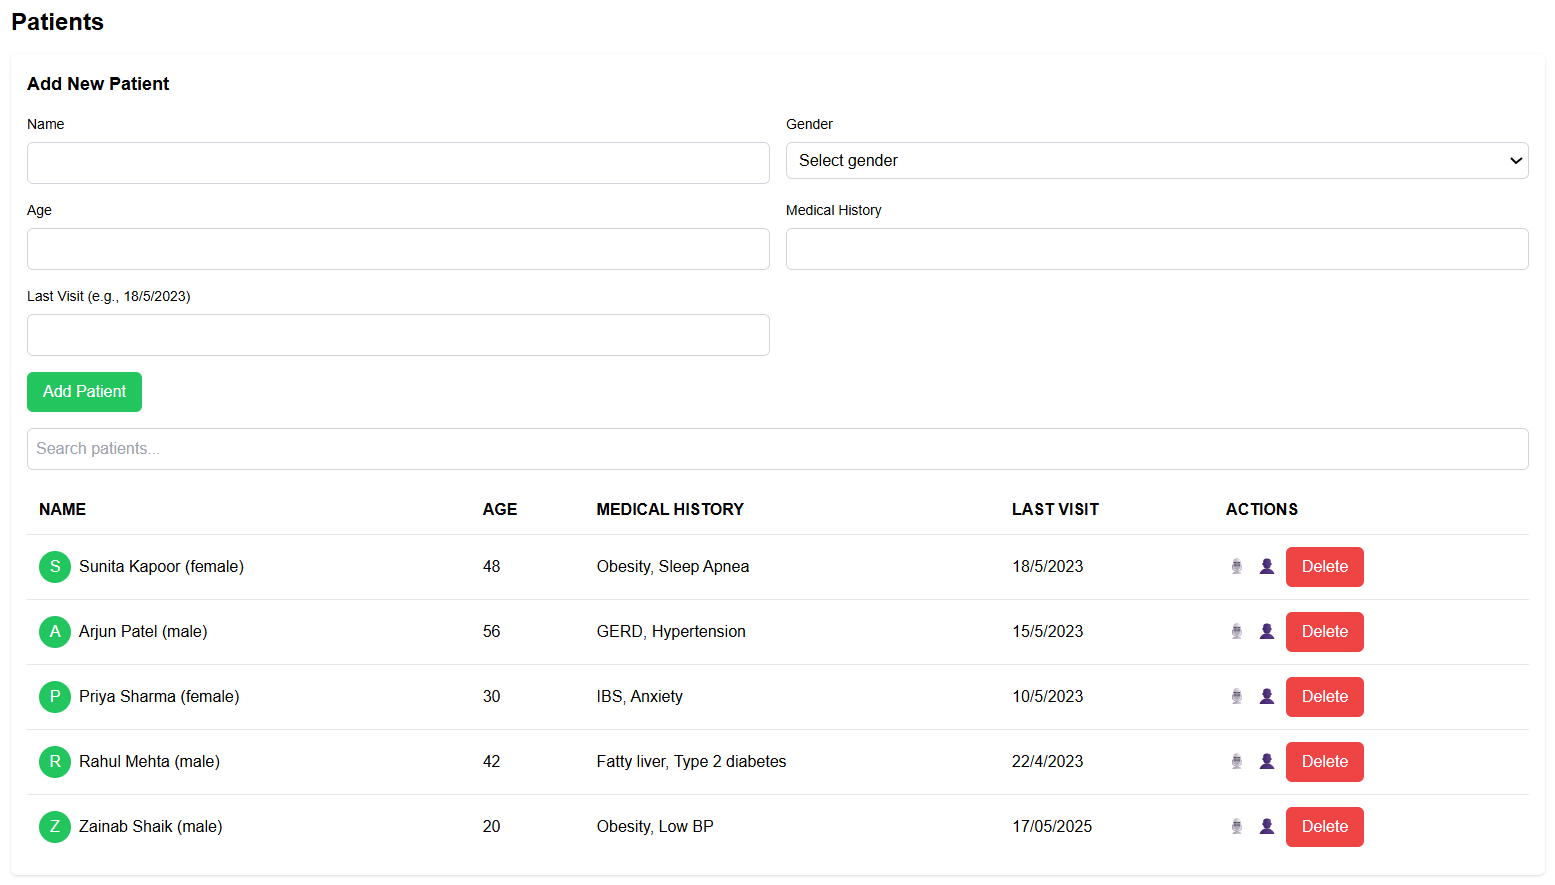 Patients
Add New Patient
Name
Gender
Select gender
Age
Medical History
Last Visit (e.g., 18/5/2023)
Add Patient
Search patients...
NAME AGE MEDICAL HISTORY LAST VISIT ACTIONS
S Sunita Kapoor (female) 48 Obesity, Sleep Apnea 18/5/2023 Delete
A Arjun Patel (male) 56 GERD, Hypertension 15/5/2023 Delete
P Priya Sharma (female) 30 IBS, Anxiety 10/5/2023 Delete
R Rahul Mehta (male) 42 Fatty liver, Type 2 diabetes 22/4/2023 Delete
Z Zainab Shaik (male) 20 Obesity, Low BP 17/05/2025 Delete